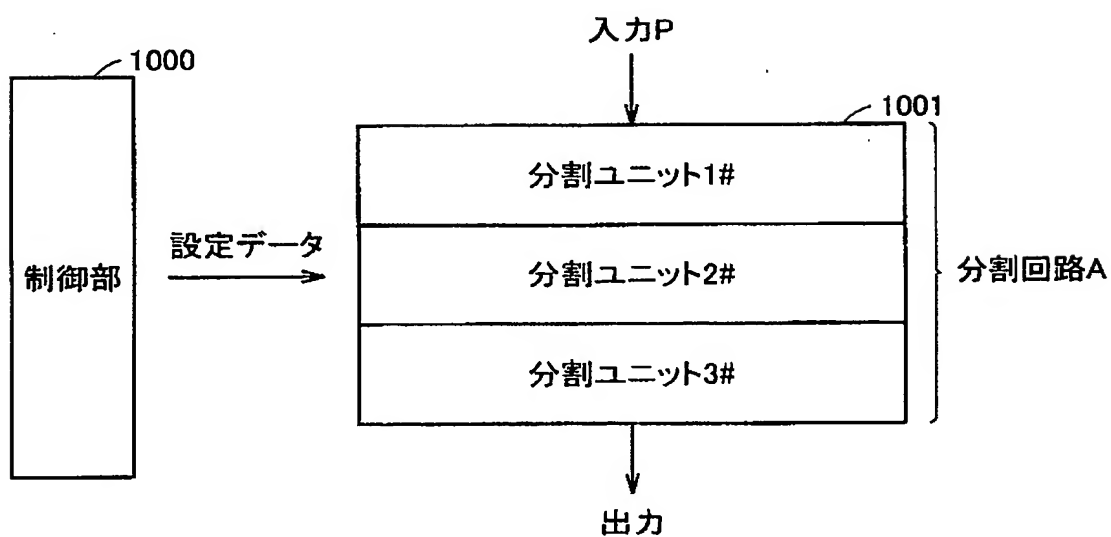 入力P
1000
1001
分割ユニット1#
設定データ
制御部
分割ユニット2#
分割回路A
分割ユニット3#
出力